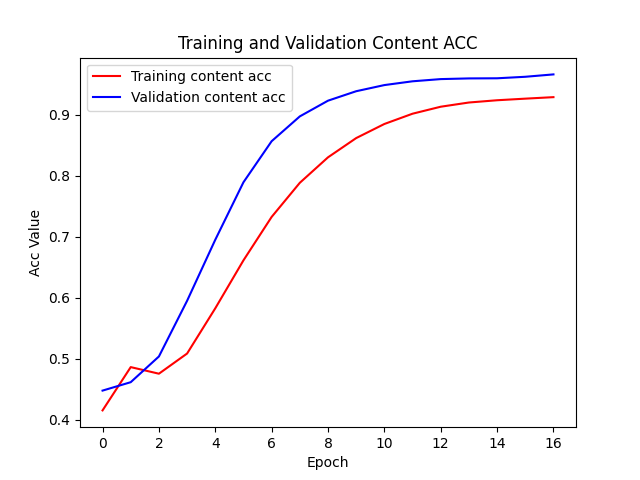 Training and Validation Content ACC
Training content acc
Validation content acc
0.9
0.8
0.7
0.6
0.5
0.4
Acc Value
0 2 4 6 8 10 12 14 16
Epoch